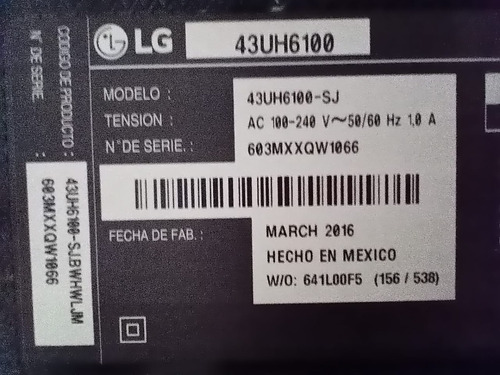 LG 43UH6100
MODELO : 43UH6100-SJ
TENSION : AC 100-240 V~50/60 Hz 1,0 A
N° DE SERIE. : 603MXXQW1066
FECHA DE FAB. : MARCH 2016
HECHO EN MEXICO
W/O: 641L00F5 (156 / 538)
CODIGO DE PRODUCTO : 43UH6100-SJBWHWLJM
N° DE SERIE : 603MXXQW1066